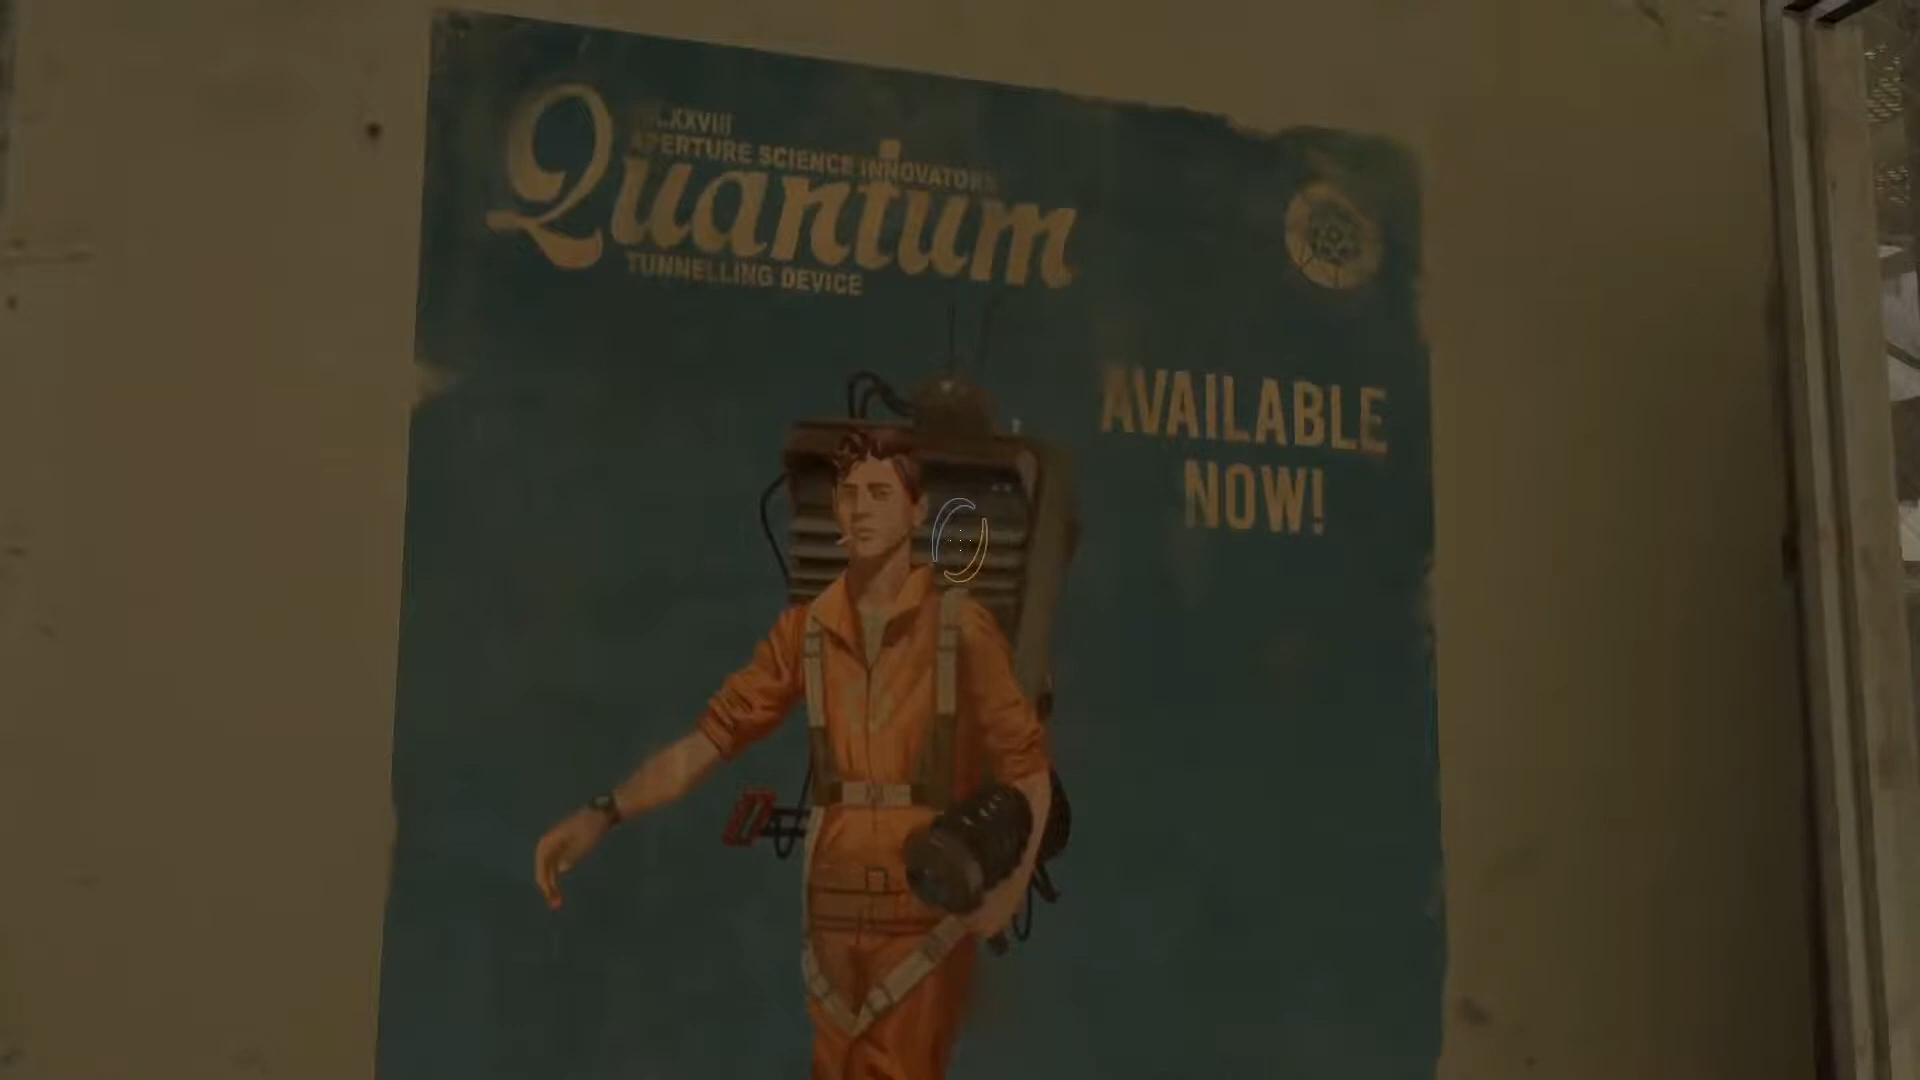 APERTURE SCIENCE INNOVATORS
Quantum
TUNNELLING DEVICE
AVAILABLE
NOW!